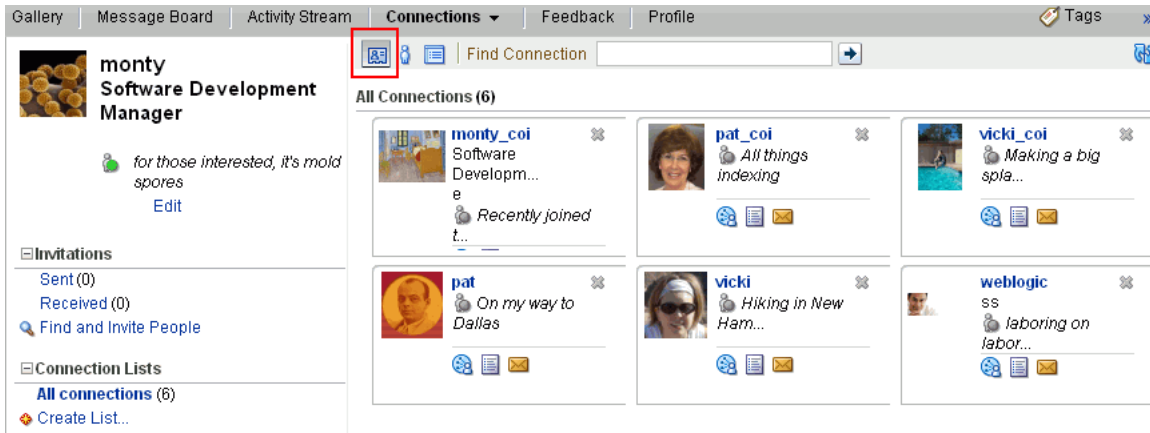 Gallery Message Board Activity Stream Connections Feedback Profile Tags »
monty
Software Development
Manager
for those interested, it's mold
spores
Edit
Invitations
Sent (0)
Received (0)
Find and Invite People
Connection Lists
All connections (6)
Create List...
Find Connection
All Connections (6)
monty_coi
Software
Developm...
e
Recently joined
t...
pat_coi
All things
indexing
vicki_coi
Making a big
spla...
pat
On my way to
Dallas
vicki
Hiking in New
Ham...
weblogic
ss
laboring on
labor...